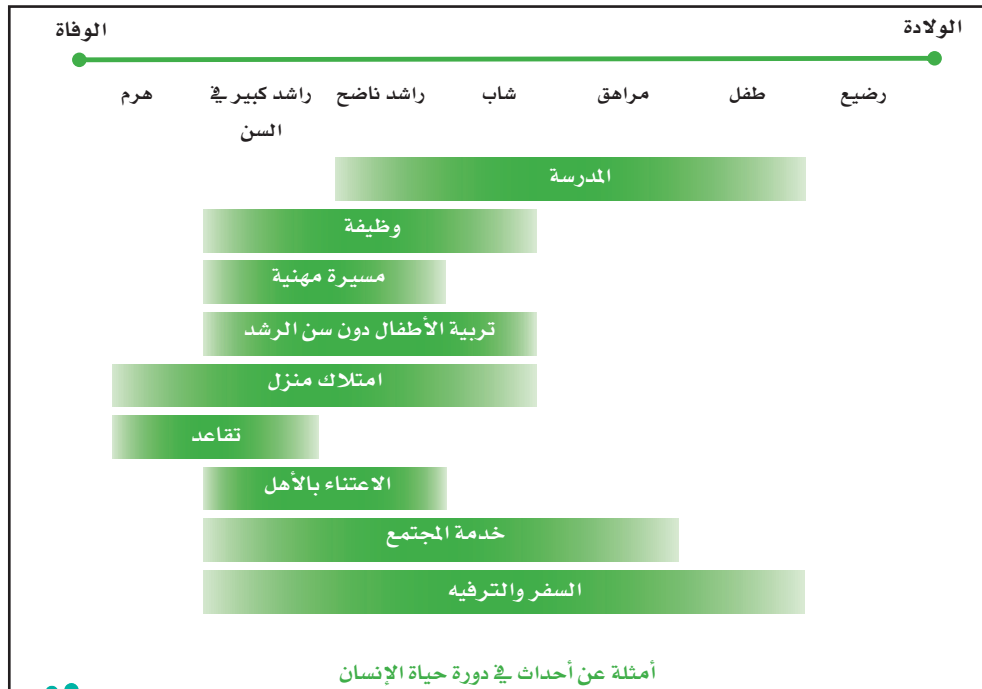 الولادة
الوفاة
رضيع
طفل
مراهق
شاب
راشد ناضج
راشد كبير في
السن
هرم
المدرسة
وظيفة
مسيرة مهنية
تربية الأطفال دون سن الرشد
امتلاك منزل
تقاعد
الاعتناء بالأهل
خدمة المجتمع
السفر والترفيه
أمثلة عن أحداث في دورة حياة الإنسان